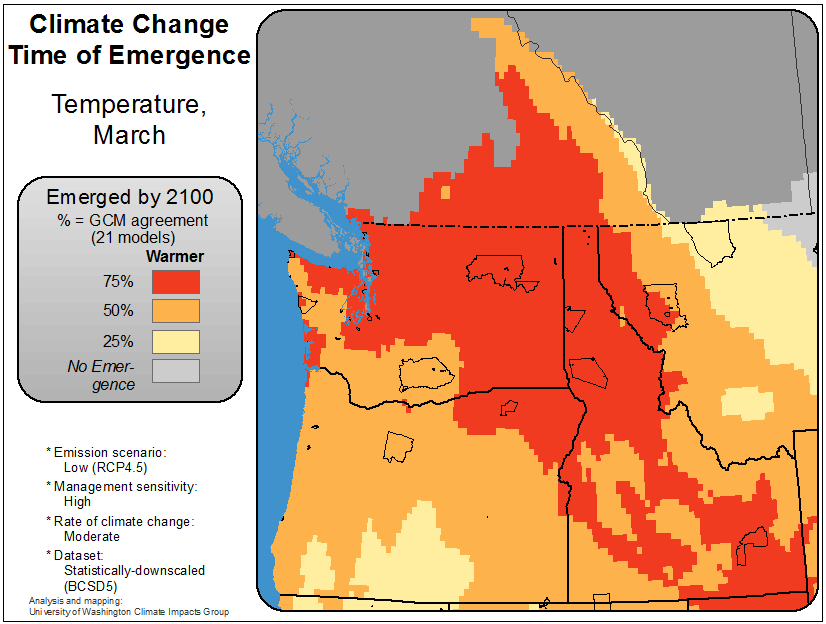 Climate Change
Time of Emergence
Temperature,
March
Emerged by 2100
% = GCM agreement
(21 models)
Warmer
75%
50%
25%
No Emer-
gence
* Emission scenario:
Low (RCP4.5)
* Management sensitivity:
High
* Rate of climate change:
Moderate
* Dataset:
Statistically-downscaled
(BCSD5)
Analysis and mapping:
University of Washington Climate Impacts Group